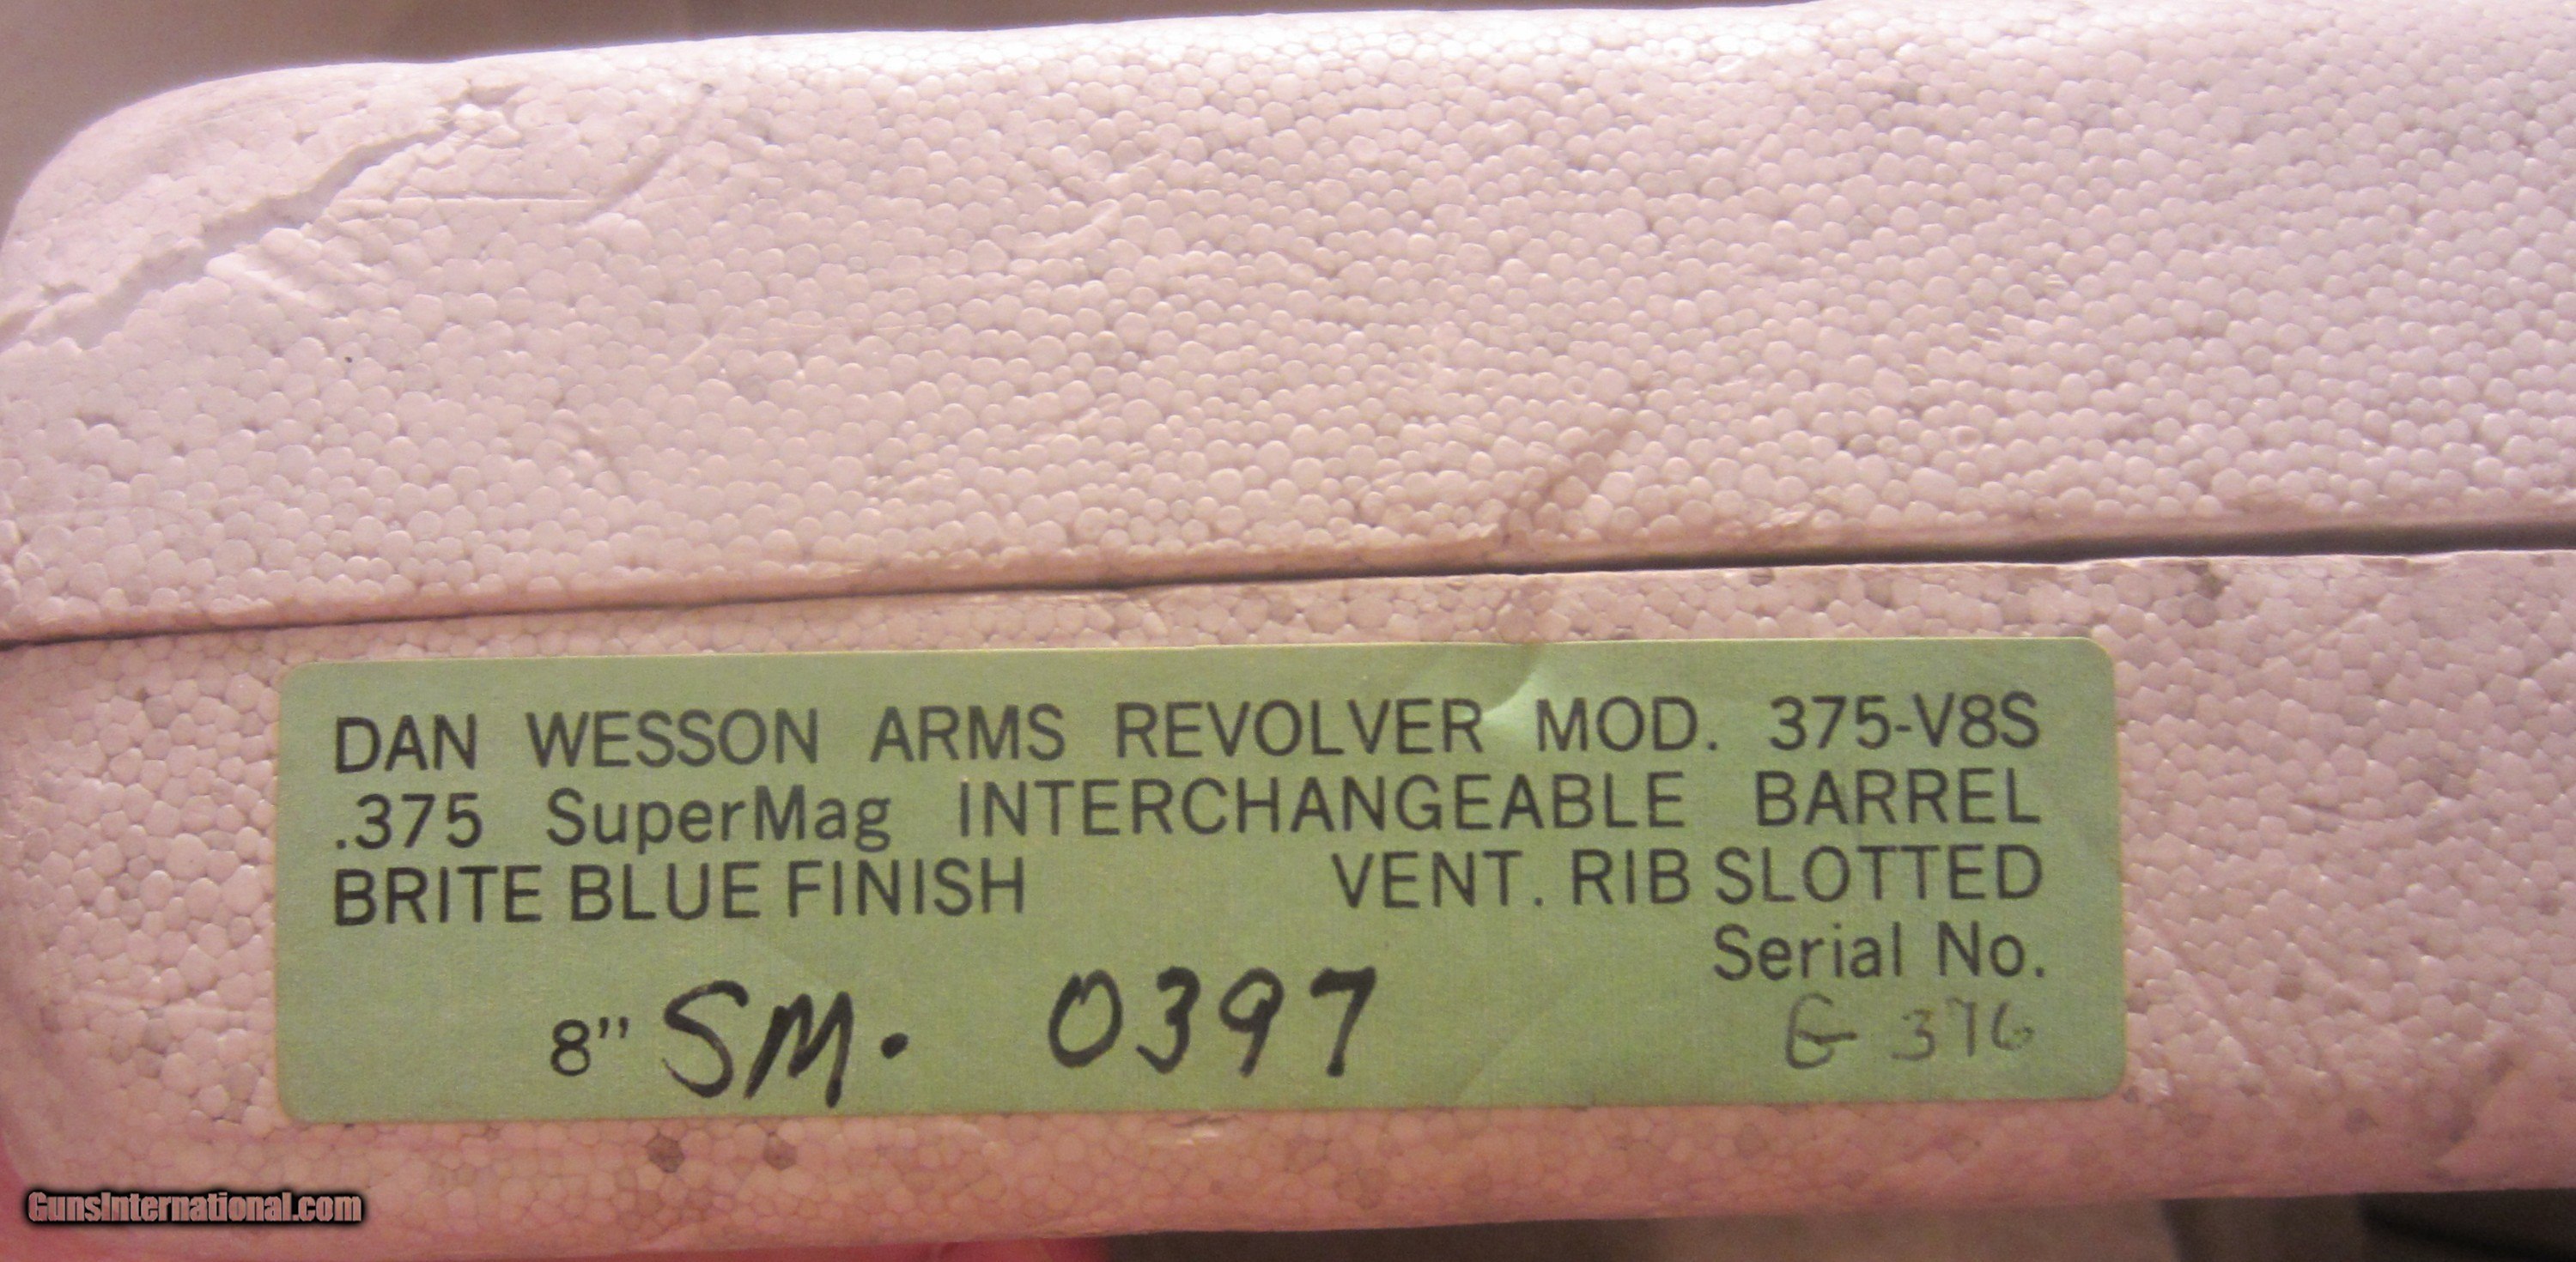 DAN WESSON ARMS REVOLVER MOD. 375-V8S
.375 SuperMag INTERCHANGEABLE BARREL
BRITE BLUE FINISH VENT. RIB SLOTTED
Serial No.
8" SM. 0397
G 376
GunsInternational.com